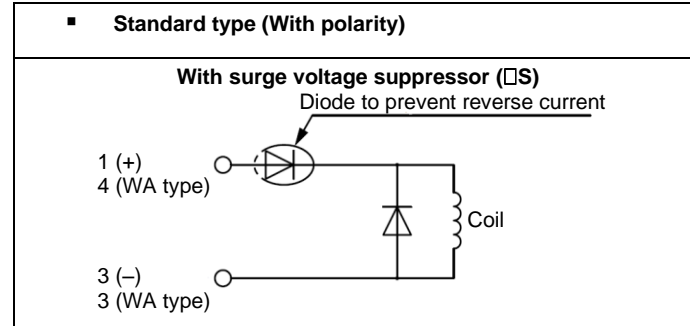 ▪ Standard type (With polarity)
With surge voltage suppressor (□S)
Diode to prevent reverse current
1 (+)
4 (WA type)
Coil
3 (–)
3 (WA type)